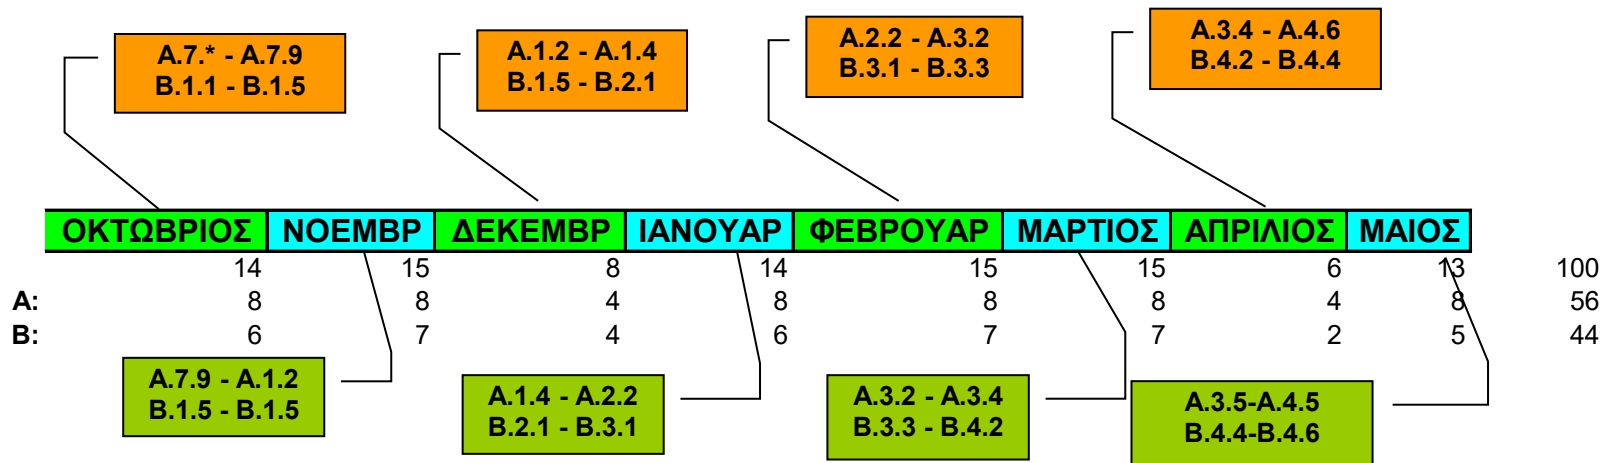 Α.7.* - Α.7.9
Β.1.1 - Β.1.5
Α.1.2 - Α.1.4
Β.1.5 - Β.2.1
Α.2.2 - Α.3.2
Β.3.1 - Β.3.3
Α.3.4 - Α.4.6
Β.4.2 - Β.4.4
ΟΚΤΩΒΡΙΟΣ ΝΟΕΜΒΡ ΔΕΚΕΜΒΡ ΙΑΝΟΥΑΡ ΦΕΒΡΟΥΑΡ ΜΑΡΤΙΟΣ ΑΠΡΙΛΙΟΣ ΜΑΙΟΣ
14 15 8 14 15 15 6 13 100
Α: 8 8 4 8 8 8 4 8 56
Β: 6 7 4 6 7 7 2 5 44
Α.7.9 - Α.1.2
Β.1.5 - Β.1.5
Α.1.4 - Α.2.2
Β.2.1 - Β.3.1
Α.3.2 - Α.3.4
Β.3.3 - Β.4.2
Α.3.5-Α.4.5
Β.4.4-Β.4.6